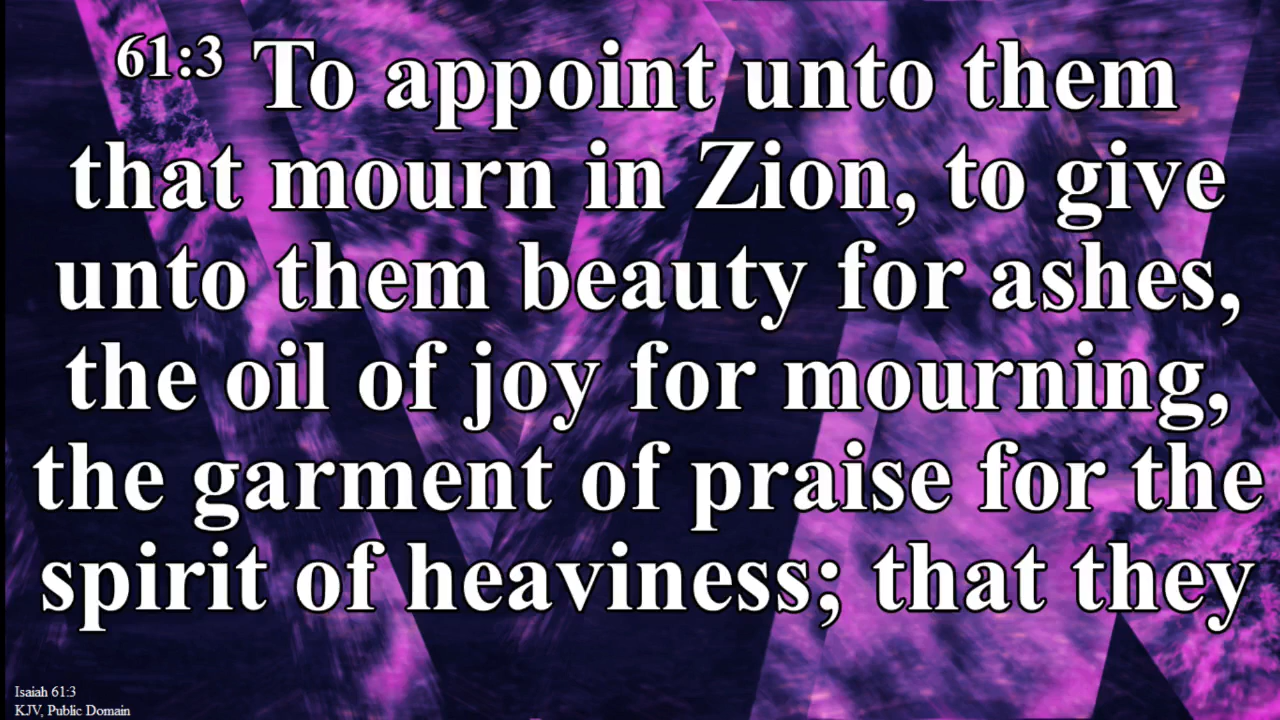 61:3 To appoint unto them
that mourn in Zion, to give
unto them beauty for ashes,
the oil of joy for mourning,
the garment of praise for the
spirit of heaviness; that they
Isaiah 61:3
KJV, Public Domain